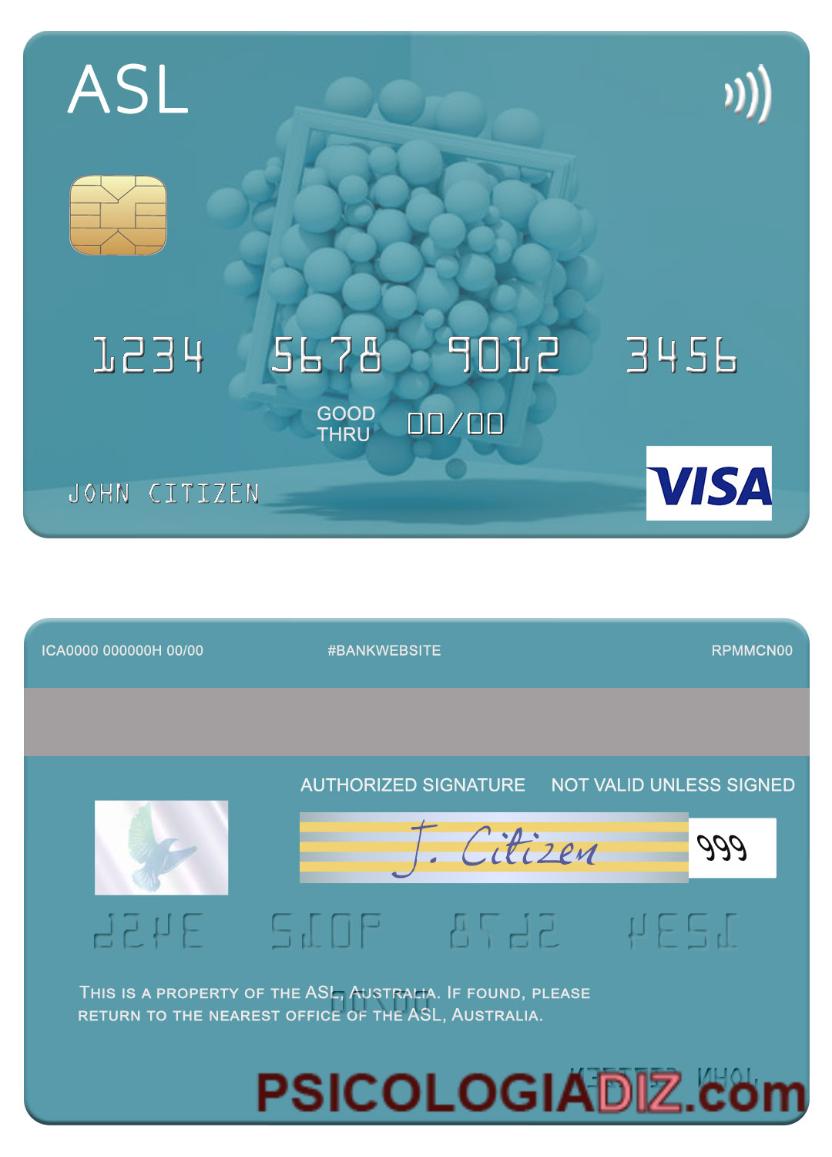 ASL
1234 5678 9012 3456
GOOD THRU 00/00
JOHN CITIZEN
VISA
ICA0000 000000H 00/00 #BANKWEBSITE RPMMCN00
AUTHORIZED SIGNATURE NOT VALID UNLESS SIGNED
J. Citizen 999
THIS IS A PROPERTY OF THE ASL, AUSTRALIA. IF FOUND, PLEASE
RETURN TO THE NEAREST OFFICE OF THE ASL, AUSTRALIA.
PSICOLOGIADIZ.com